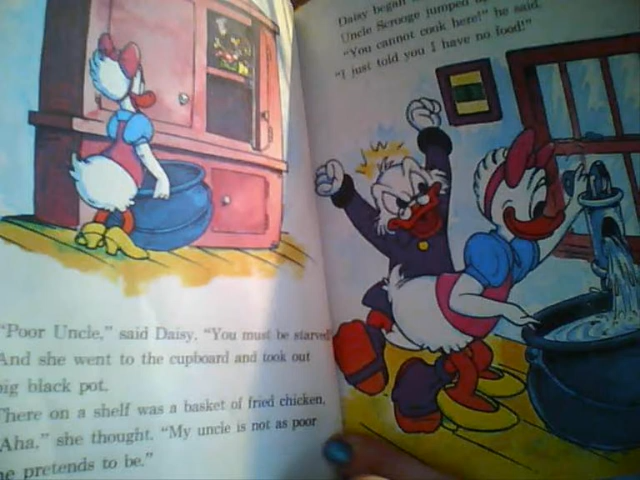 "Poor Uncle," said Daisy, "You must be starved
And she went to the cupboard and took out
big black pot.
There on a shelf was a basket of fried chicken,
"Aha," she thought. "My uncle is not as poor
he pretends to be."
Daisy began
Uncle Scrooge jumped
"You cannot cook here!" he said.
"I just told you I have no food!"